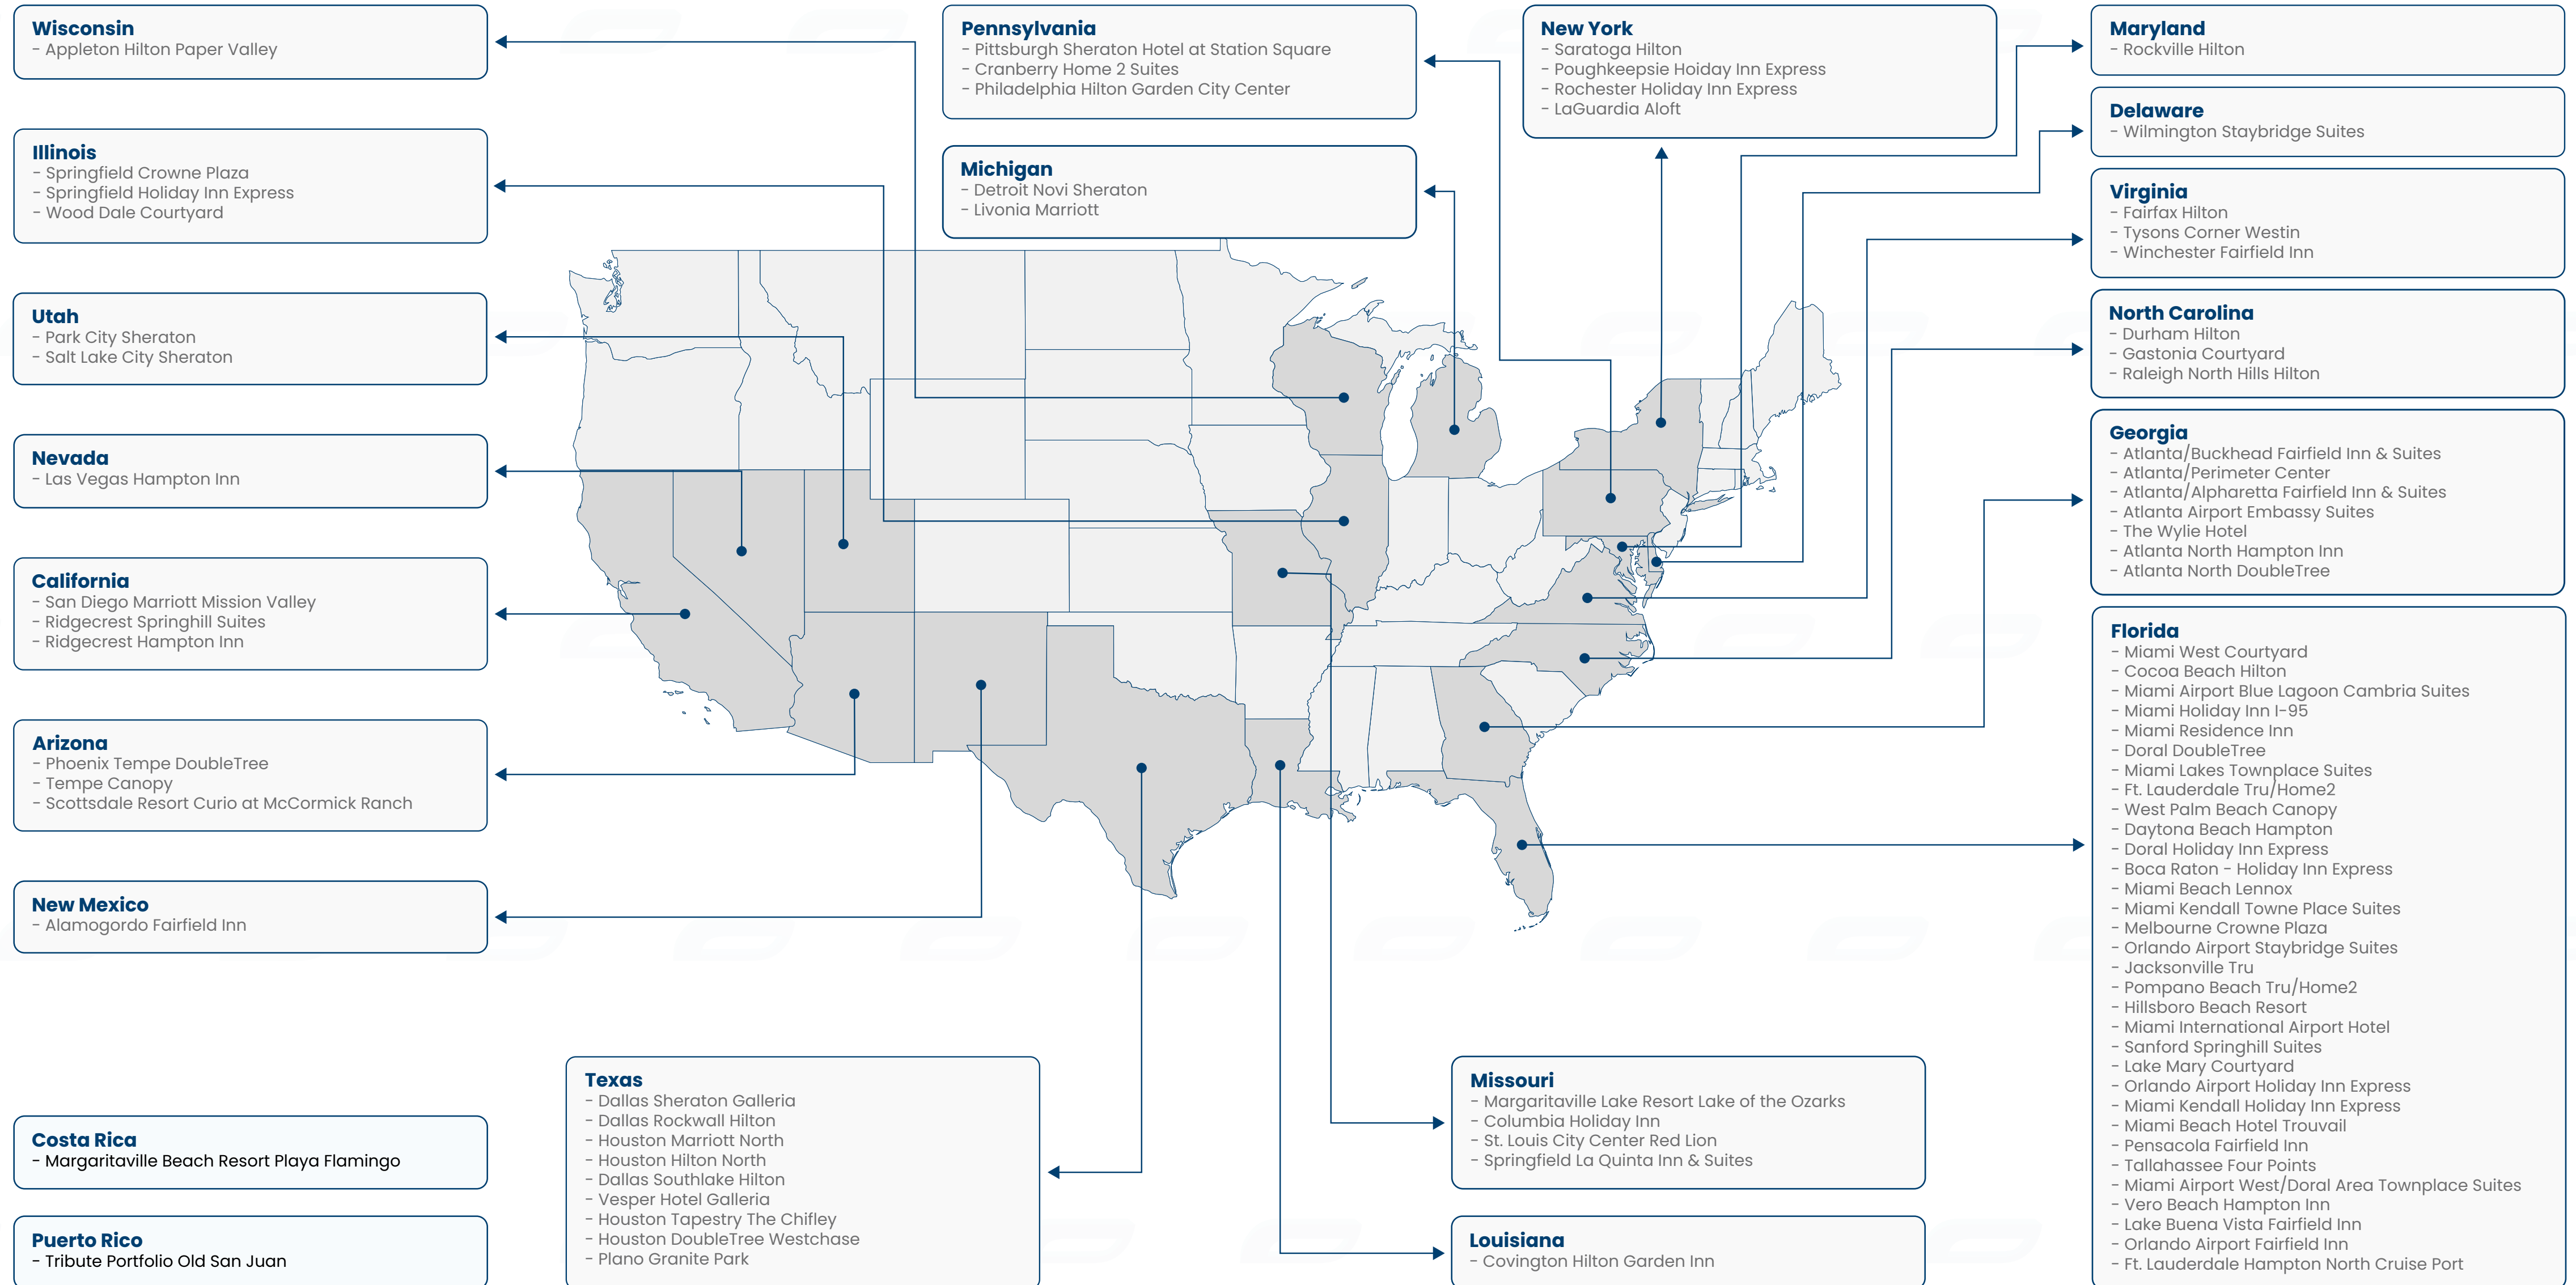 Wisconsin
- Appleton Hilton Paper Valley
Illinois
- Springfield Crowne Plaza
- Springfield Holiday Inn Express
- Wood Dale Courtyard
Utah
- Park City Sheraton
- Salt Lake City Sheraton
Nevada
- Las Vegas Hampton Inn
California
- San Diego Marriott Mission Valley
- Ridgecrest Springhill Suites
- Ridgecrest Hampton Inn
Arizona
- Phoenix Tempe DoubleTree
- Tempe Canopy
- Scottsdale Resort Curio at McCormick Ranch
New Mexico
- Alamogordo Fairfield Inn
Costa Rica
- Margaritaville Beach Resort Playa Flamingo
Puerto Rico
- Tribute Portfolio Old San Juan
Pennsylvania
- Pittsburgh Sheraton Hotel at Station Square
- Cranberry Home 2 Suites
- Philadelphia Hilton Garden City Center
Michigan
- Detroit Novi Sheraton
- Livonia Marriott
New York
- Saratoga Hilton
- Poughkeepsie Hoiday Inn Express
- Rochester Holiday Inn Express
- LaGuardia Aloft
Texas
- Dallas Sheraton Galleria
- Dallas Rockwall Hilton
- Houston Marriott North
- Houston Hilton North
- Dallas Southlake Hilton
- Vesper Hotel Galleria
- Houston Tapestry The Chifley
- Houston DoubleTree Westchase
- Plano Granite Park
Missouri
- Margaritaville Lake Resort Lake of the Ozarks
- Columbia Holiday Inn
- St. Louis City Center Red Lion
- Springfield La Quinta Inn & Suites
Louisiana
- Covington Hilton Garden Inn
Maryland
- Rockville Hilton
Delaware
- Wilmington Staybridge Suites
Virginia
- Fairfax Hilton
- Tysons Corner Westin
- Winchester Fairfield Inn
North Carolina
- Durham Hilton
- Gastonia Courtyard
- Raleigh North Hills Hilton
Georgia
- Atlanta/Buckhead Fairfield Inn & Suites
- Atlanta/Perimeter Center
- Atlanta/Alpharetta Fairfield Inn & Suites
- Atlanta Airport Embassy Suites
- The Wylie Hotel
- Atlanta North Hampton Inn
- Atlanta North DoubleTree
Florida
- Miami West Courtyard
- Cocoa Beach Hilton
- Miami Airport Blue Lagoon Cambria Suites
- Miami Holiday Inn I-95
- Miami Residence Inn
- Doral DoubleTree
- Miami Lakes Townplace Suites
- Ft. Lauderdale Tru/Home2
- West Palm Beach Canopy
- Daytona Beach Hampton
- Doral Holiday Inn Express
- Boca Raton - Holiday Inn Express
- Miami Beach Lennox
- Miami Kendall Towne Place Suites
- Melbourne Crowne Plaza
- Orlando Airport Staybridge Suites
- Jacksonville Tru
- Pompano Beach Tru/Home2
- Hillsboro Beach Resort
- Miami International Airport Hotel
- Sanford Springhill Suites
- Lake Mary Courtyard
- Orlando Airport Holiday Inn Express
- Miami Kendall Holiday Inn Express
- Miami Beach Hotel Trouvail
- Pensacola Fairfield Inn
- Tallahassee Four Points
- Miami Airport West/Doral Area Townplace Suites
- Vero Beach Hampton Inn
- Lake Buena Vista Fairfield Inn
- Orlando Airport Fairfield Inn
- Ft. Lauderdale Hampton North Cruise Port